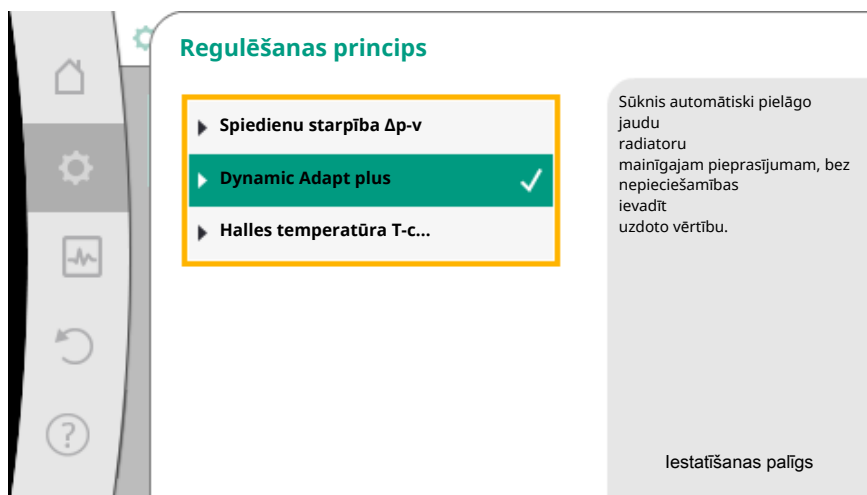 Regulēšanas princips
Spiedienu starpība Δp-v
Dynamic Adapt plus
Halles temperatūra T-c...
Sūknis automātiski pielāgo
jaudu
radiatoru
mainīgajam pieprasījumam, bez
nepieciešamības
ievadīt
uzdoto vērtību.
Iestatīšanas palīgs